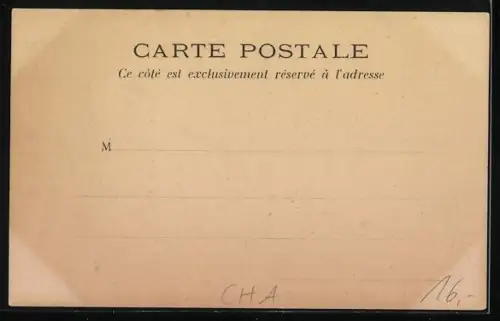 CARTE POSTALE
Ce côté est exclusivement réservé à l'adresse
M
CHA 16,-